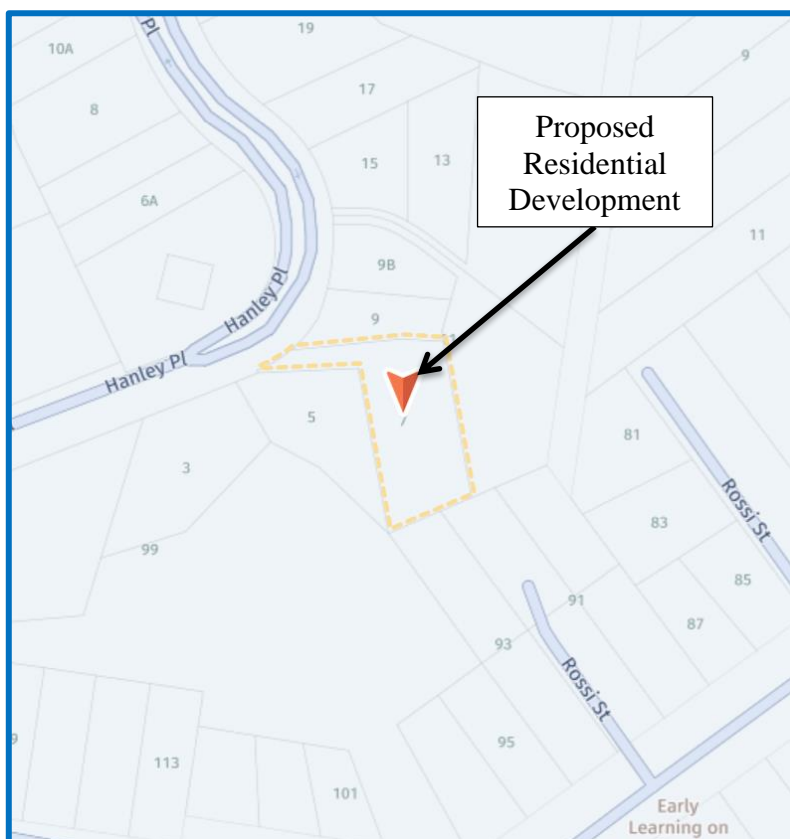 Pl
19
10A
9
17
8
Proposed
Residential
Development
15
13
6A
11
9B
Hanley Pl
9
Hanley Pl
5
81
3
Rossi St
83
99
85
91
87
93
Rossi St
95
113
101
Early
Learning on